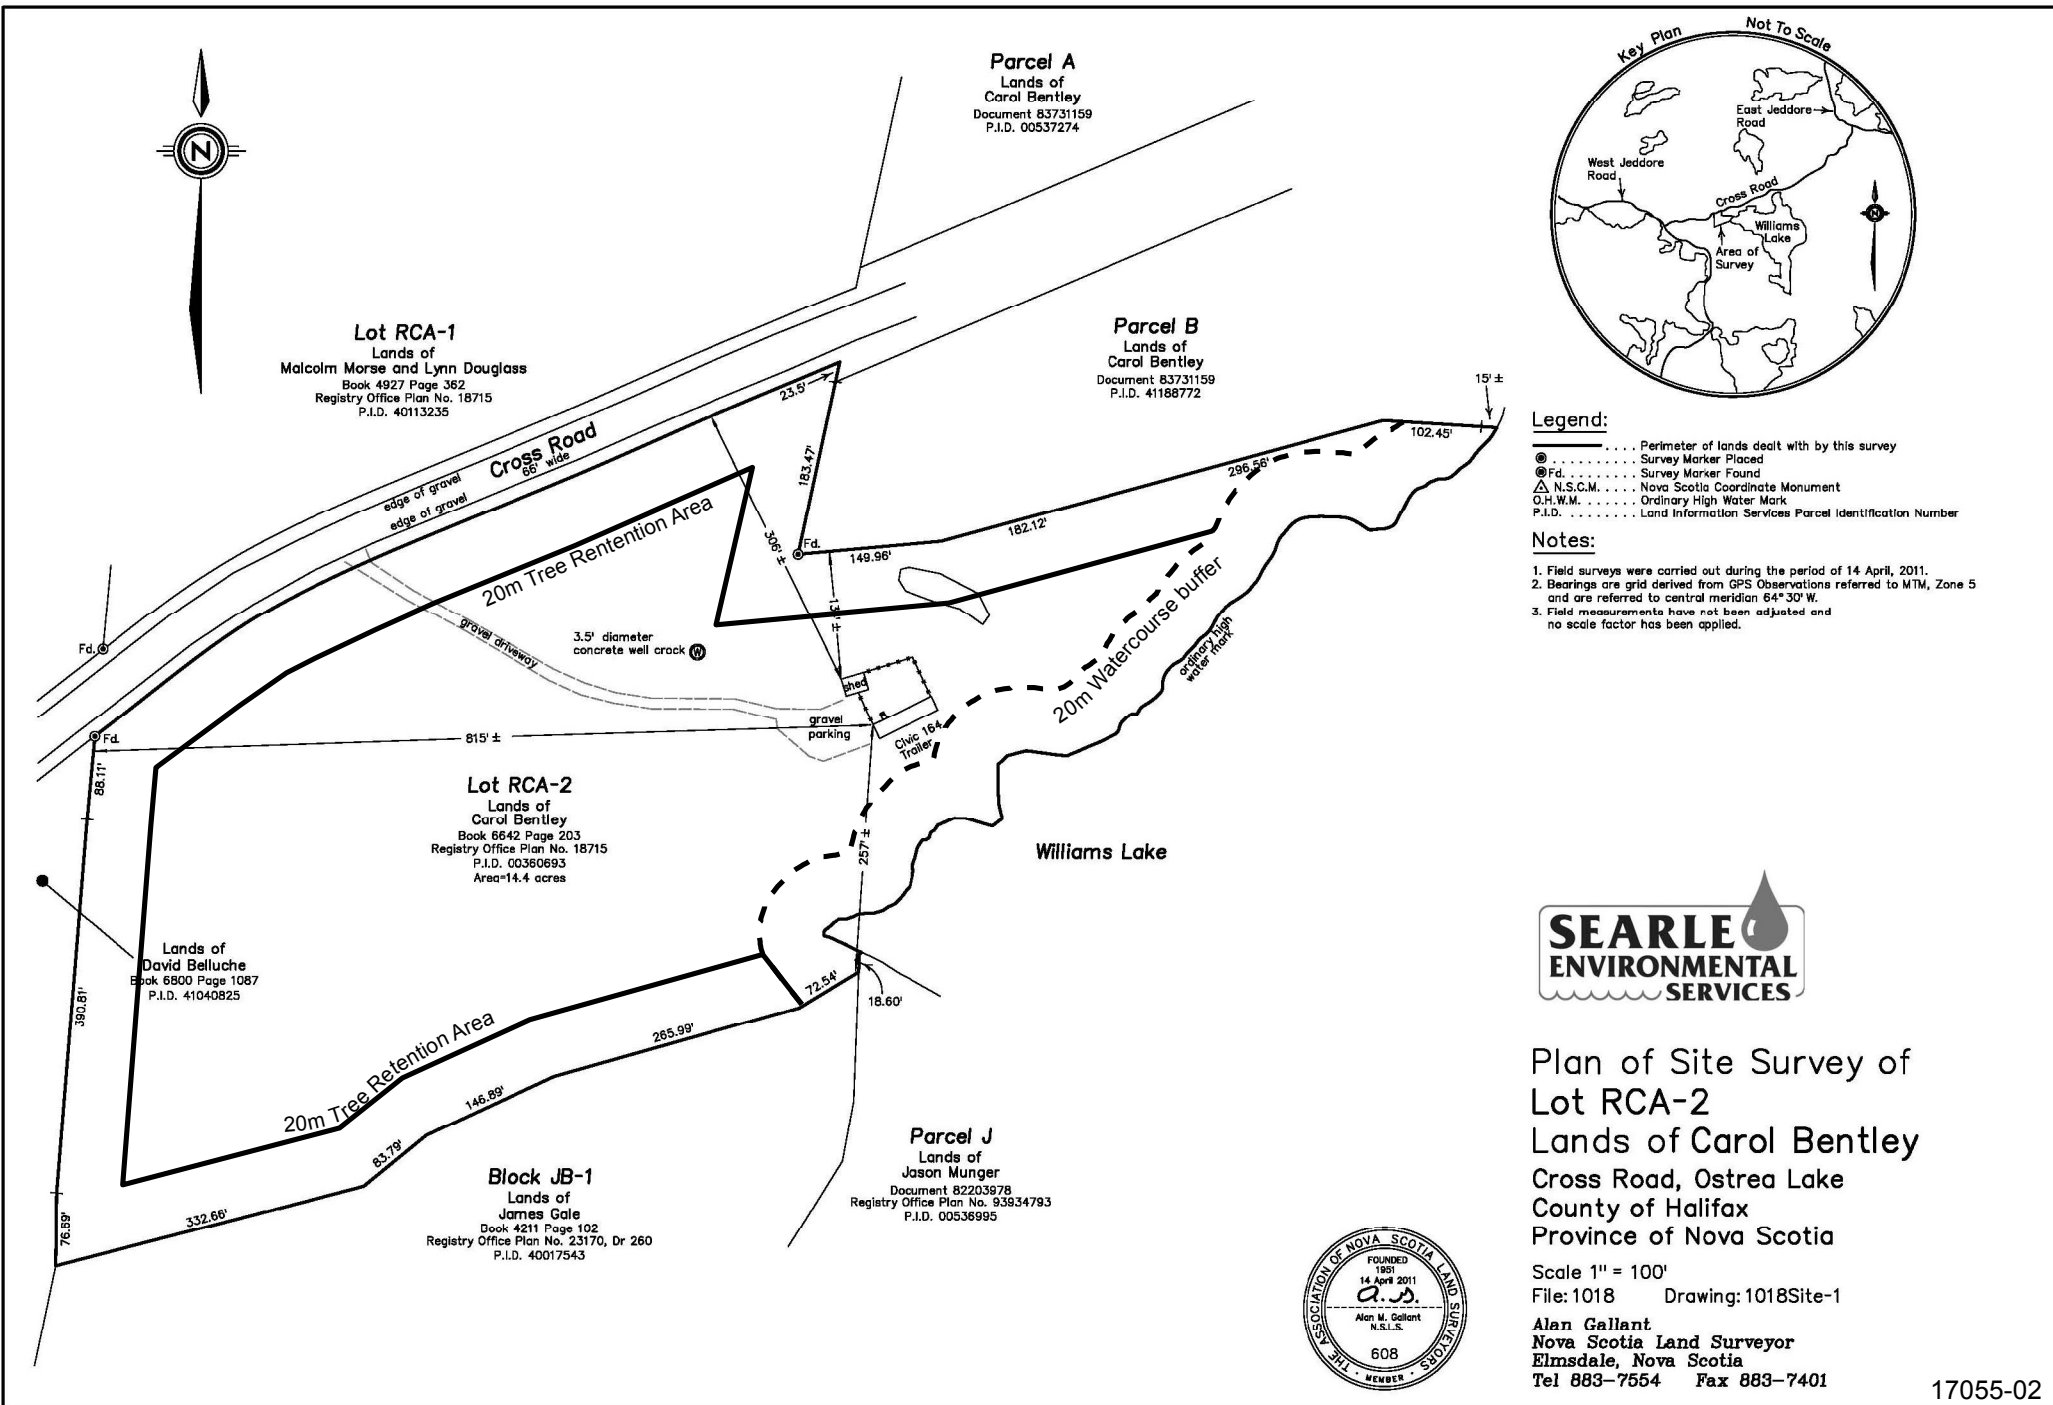 N
Parcel A
Lands of
Carol Bentley
Document 83731159
P.I.D. 00537274
Key Plan
Not To Scale
East Jeddore
Road
West Jeddore
Road
Cross Road
Williams
Lake
Area of
Survey
N
Lot RCA-1
Lands of
Malcolm Morse and Lynn Douglass
Book 4927 Page 362
Registry Office Plan No. 18715
P.I.D. 40113235
Parcel B
Lands of
Carol Bentley
Document 83731159
P.I.D. 41188772
Cross Road
66' wide
edge of gravel
edge of gravel
23.5'
183.47'
306' ±
Fd.
149.96'
182.12'
296.56'
102.45'
15' ±
Legend:
. . . . Perimeter of lands dealt with by this survey
. . . . . . . . . . Survey Marker Placed
Fd. . . . . . . . Survey Marker Found
N.S.C.M. . . . . Nova Scotia Coordinate Monument
O.H.W.M. . . . . . Ordinary High Water Mark
P.I.D. . . . . . . . . Land Information Services Parcel Identification Number
Notes:
1. Field surveys were carried out during the period of 14 April, 2011.
2. Bearings are grid derived from GPS Observations referred to MTM, Zone 5
and are referred to central meridian 64° 30' W.
3. Field measurements have not been adjusted and
no scale factor has been applied.
20m Tree Rentention Area
20m Watercourse buffer
ordinary high
water mark
gravel driveway
3.5' diameter
concrete well crock
W
shed
gravel
parking
Civic 164
Trailer
Fd.
Fd.
815' ±
88.11'
257' ±
Lot RCA-2
Lands of
Carol Bentley
Book 6642 Page 203
Registry Office Plan No. 18715
P.I.D. 00360693
Area=14.4 acres
Williams Lake
Lands of
David Belluche
Book 6800 Page 1087
P.I.D. 41040825
390.81'
72.54'
18.60'
265.99'
20m Tree Retention Area
146.89'
83.79'
332.66'
76.69'
Block JB-1
Lands of
James Gale
Book 4211 Page 102
Registry Office Plan No. 23170, Dr 260
P.I.D. 40017543
Parcel J
Lands of
Jason Munger
Document 82203978
Registry Office Plan No. 93934793
P.I.D. 00536995
SEARLE
ENVIRONMENTAL
SERVICES
Plan of Site Survey of
Lot RCA-2
Lands of Carol Bentley
Cross Road, Ostrea Lake
County of Halifax
Province of Nova Scotia
Scale 1" = 100'
File: 1018 Drawing: 1018Site-1
Alan Gallant
Nova Scotia Land Surveyor
Elmsdale, Nova Scotia
Tel 883-7554 Fax 883-7401
THE ASSOCIATION OF NOVA SCOTIA LAND SURVEYORS
FOUNDED
1951
14 April 2011
Alan M. Gallant
N.S.L.S.
608
MEMBER
17055-02